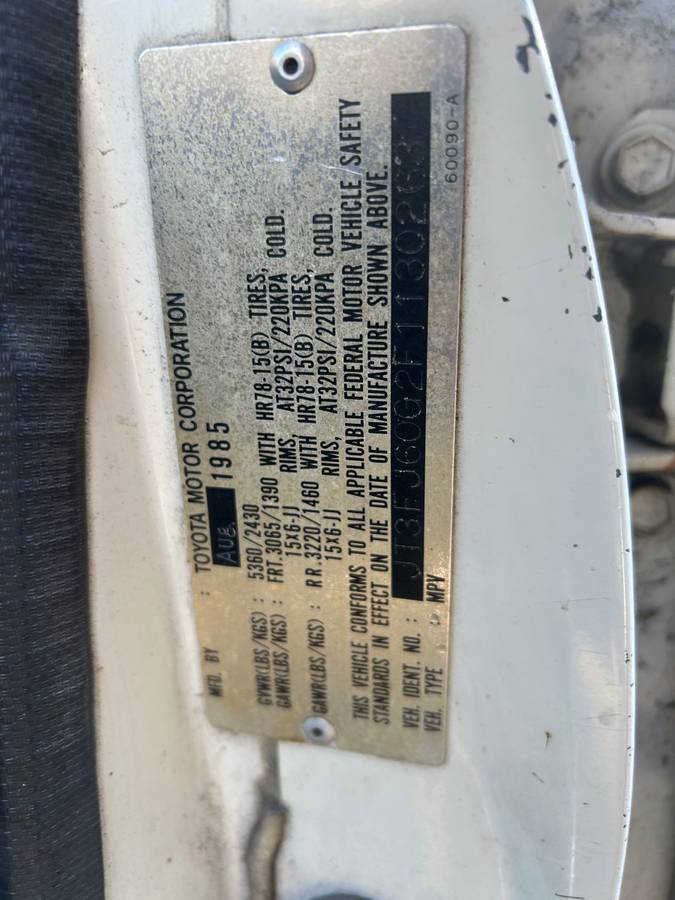 MFD. BY : TOYOTA MOTOR CORPORATION
AUG. 1985
GVWR(LBS/KGS) : 5360/2430
GAWR(LBS/KGS) : FRT.3065/1390 WITH HR78-15(B) TIRES,
15X6-JJ RIMS, AT32PSI/220KPA COLD.
GAWR(LBS/KGS) : RR.3220/1460 WITH HR78-15(B) TIRES,
15X6-JJ RIMS, AT32PSI/220KPA COLD.
THIS VEHICLE CONFORMS TO ALL APPLICABLE FEDERAL MOTOR VEHICLE SAFETY
STANDARDS IN EFFECT ON THE DATE OF MANUFACTURE SHOWN ABOVE.
VEH. IDENT. NO. : JT3FJ60G2F1130263
VEH. TYPE : MPV
60090-A